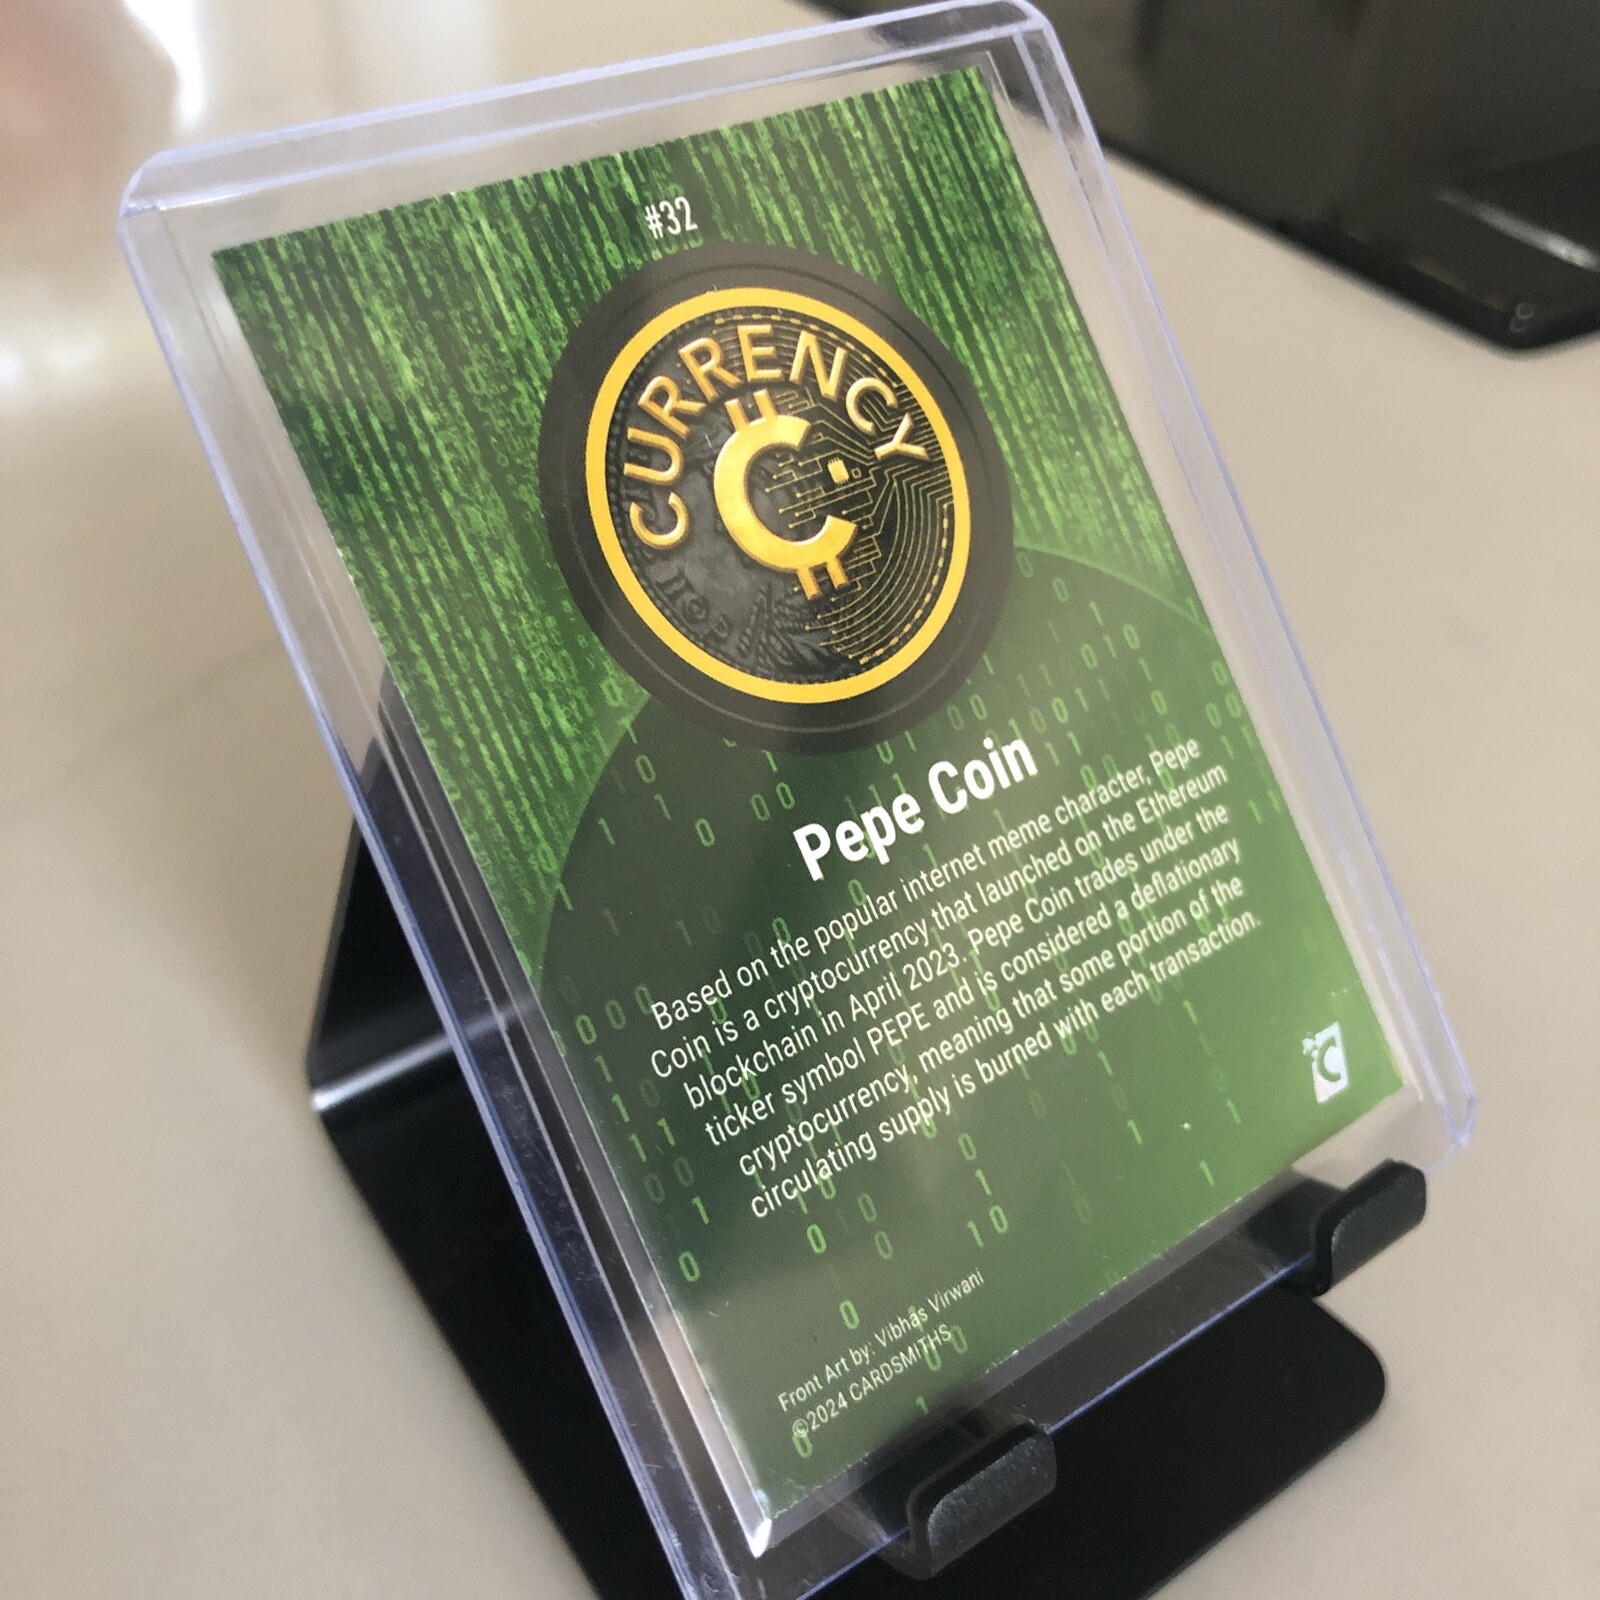 #32
CURRENCY
Pepe Coin
Based on the popular internet meme character, Pepe
Coin is a cryptocurrency that launched on the Ethereum
blockchain in April 2023. Pepe Coin trades under the
ticker symbol PEPE and is considered a deflationary
cryptocurrency, meaning that some portion of the
circulating supply is burned with each transaction.
Front Art by: Vibhas Virwani
©2024 CARDSMITHS